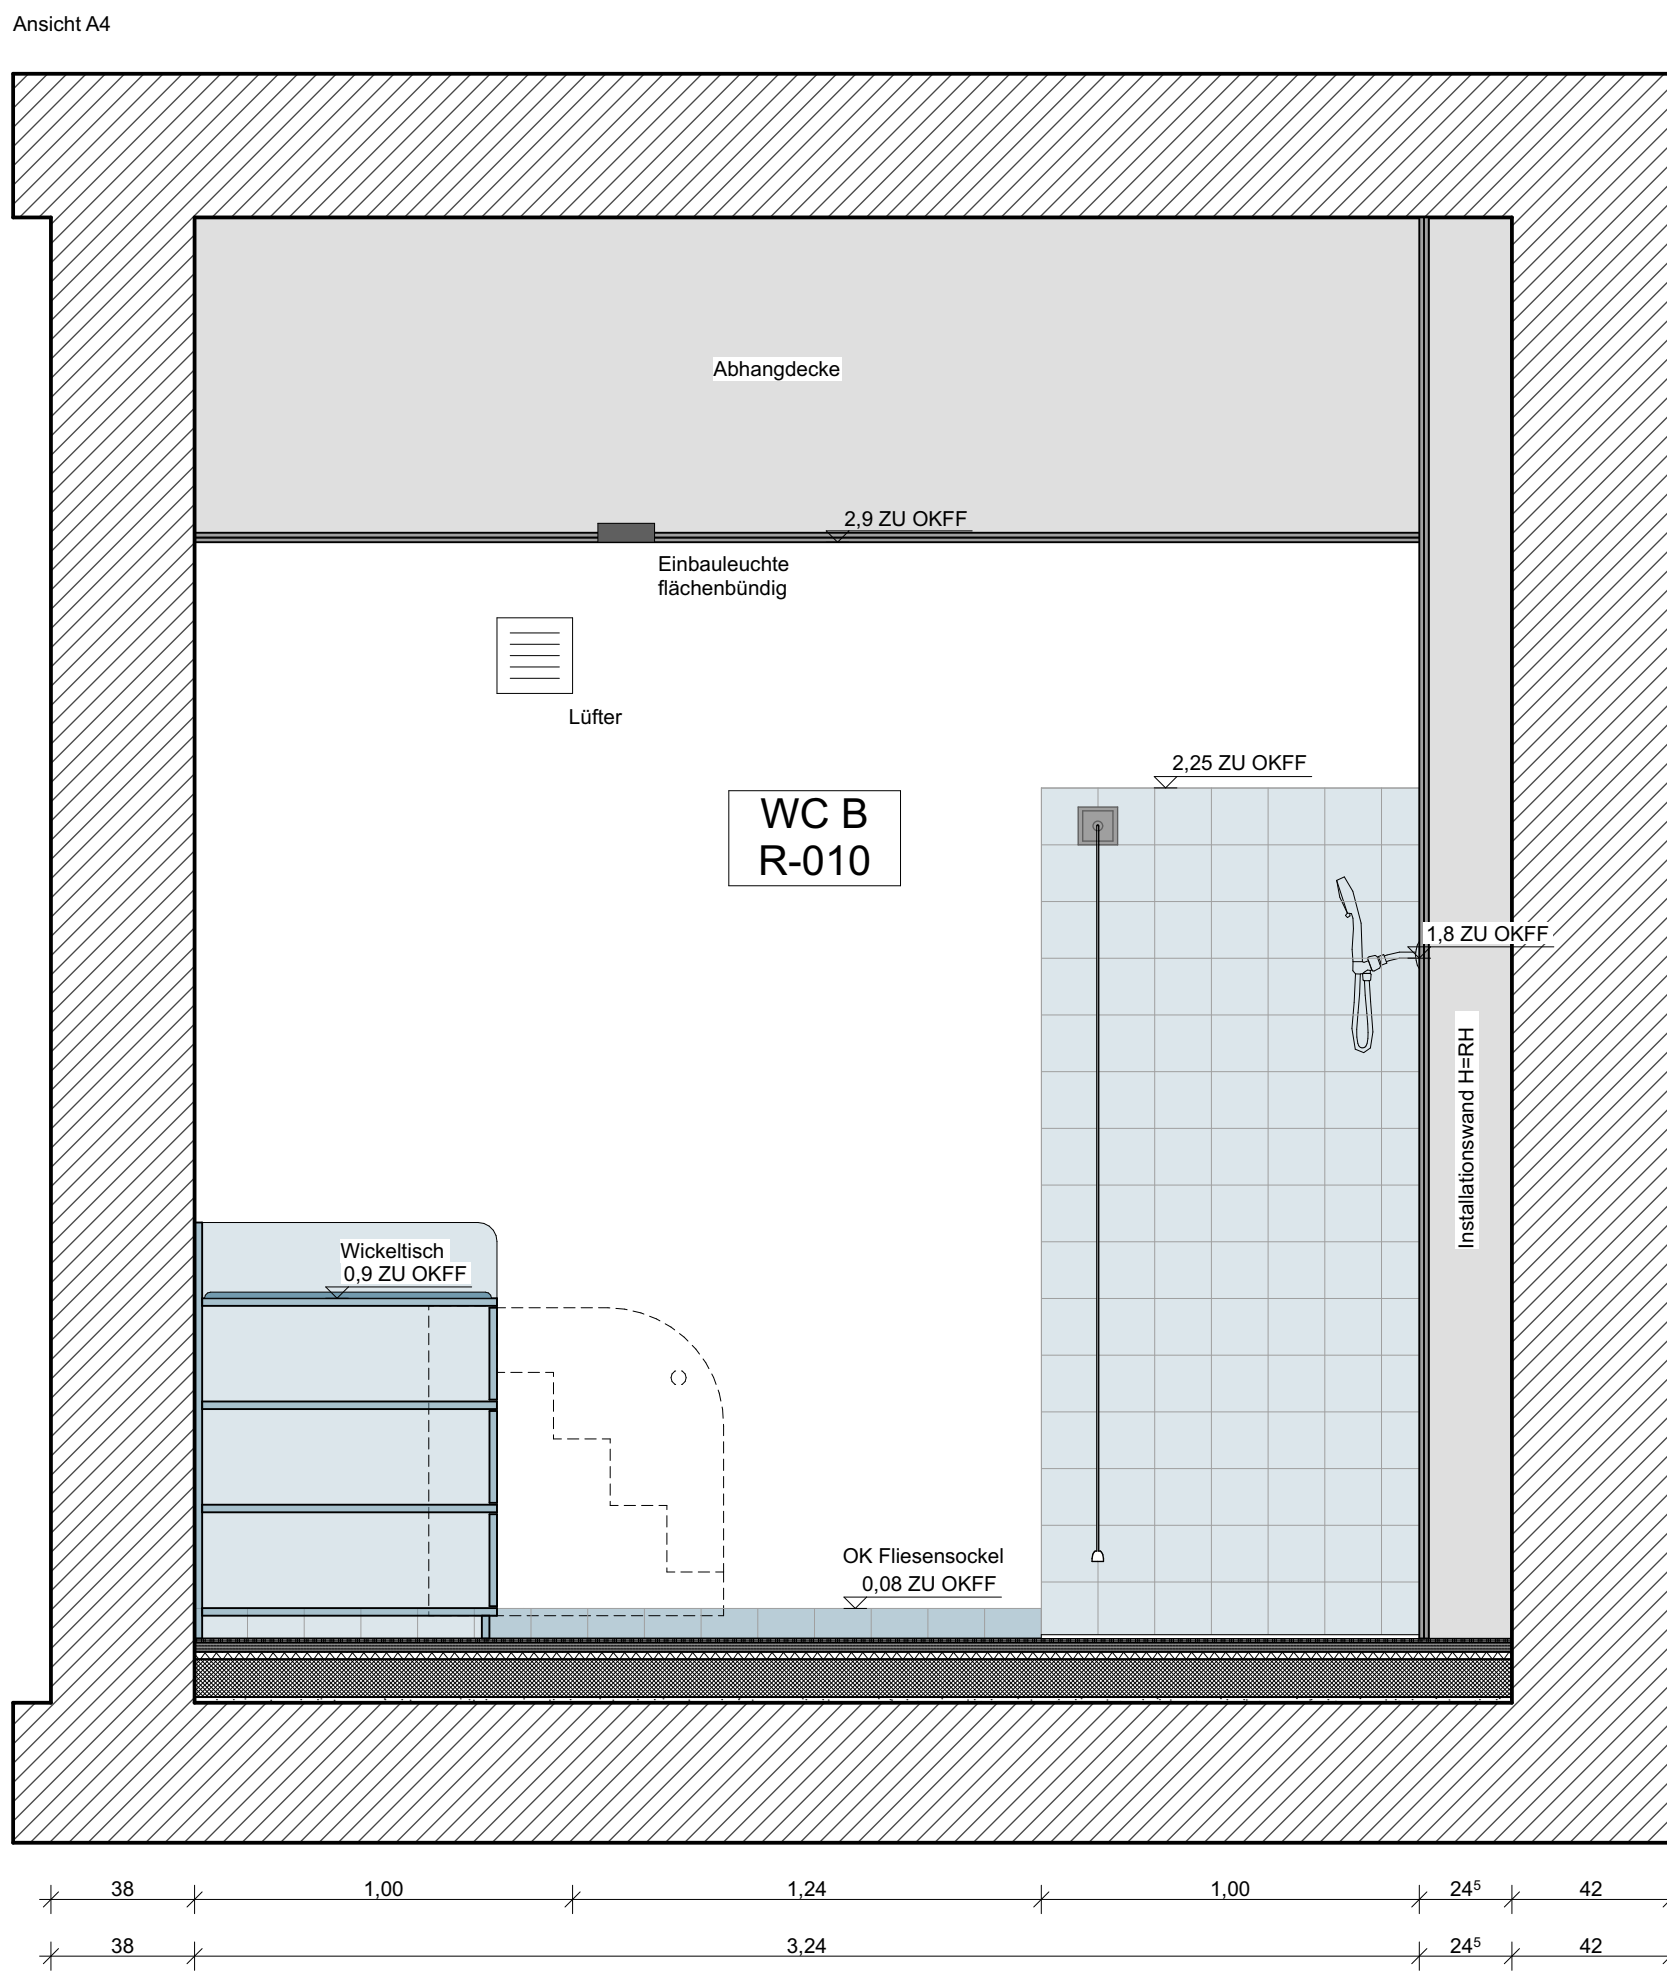 Ansicht A4
Abhangdecke
2,9 ZU OKFF
Einbauleuchte
flächenbündig
Lüfter
2,25 ZU OKFF
WC B
R-010
1,8 ZU OKFF
Installationswand H=RH
Wickeltisch
0,9 ZU OKFF
OK Fliesensockel
0,08 ZU OKFF
38 1,00 1,24 1,00 24⁵ 42
38 3,24 24⁵ 42